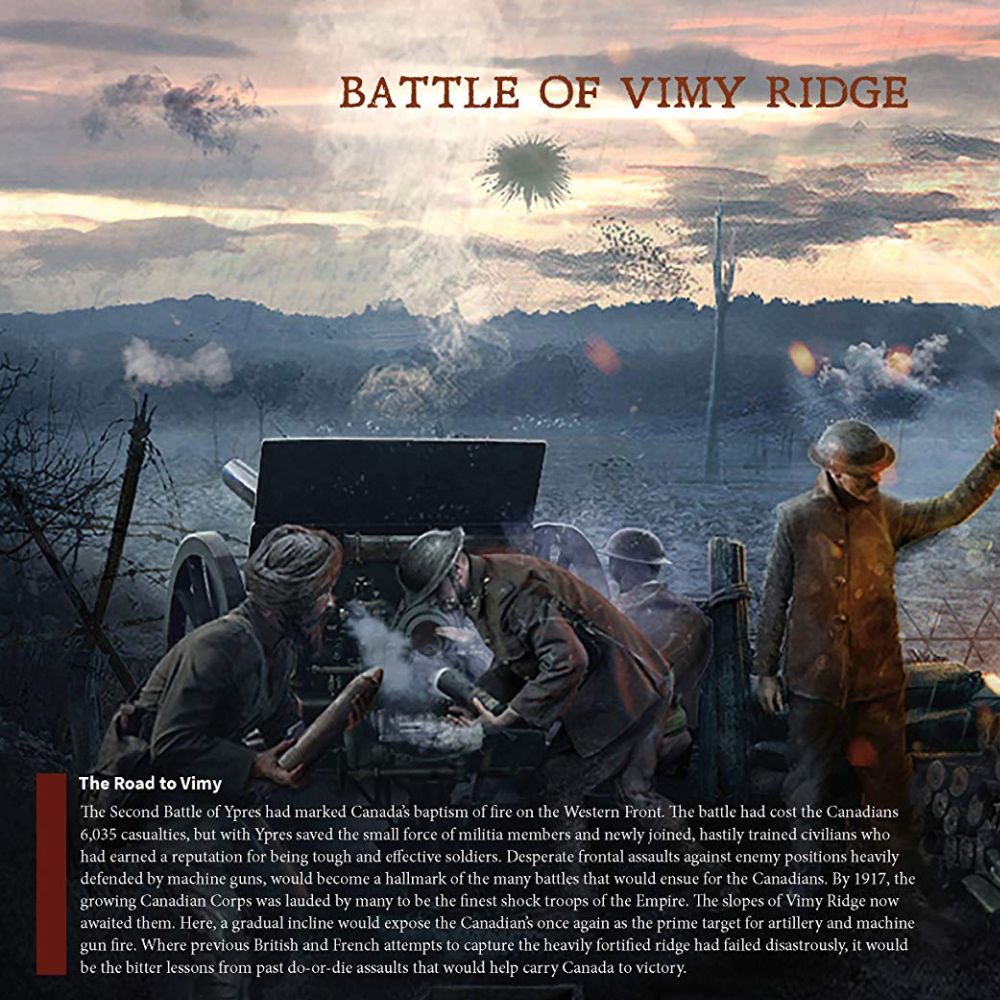 BATTLE OF VIMY RIDGE
The Road to Vimy
The Second Battle of Ypres had marked Canada's baptism of fire on the Western Front. The battle had cost the Canadians
6,035 casualties, but with Ypres saved the small force of militia members and newly joined, hastily trained civilians who
had earned a reputation for being tough and effective soldiers. Desperate frontal assaults against enemy positions heavily
defended by machine guns, would become a hallmark of the many battles that would ensue for the Canadians. By 1917, the
growing Canadian Corps was lauded by many to be the finest shock troops of the Empire. The slopes of Vimy Ridge now
awaited them. Here, a gradual incline would expose the Canadian's once again as the prime target for artillery and machine
gun fire. Where previous British and French attempts to capture the heavily fortified ridge had failed disastrously, it would
be the bitter lessons from past do-or-die assaults that would help carry Canada to victory.